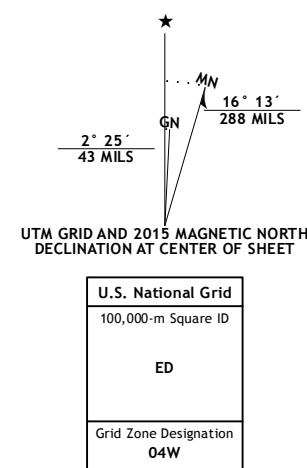 MN
GN
16° 13´
288 MILS
2° 25´
43 MILS
UTM GRID AND 2015 MAGNETIC NORTH
DECLINATION AT CENTER OF SHEET
U.S. National Grid
100,000-m Square ID
ED
Grid Zone Designation
04W